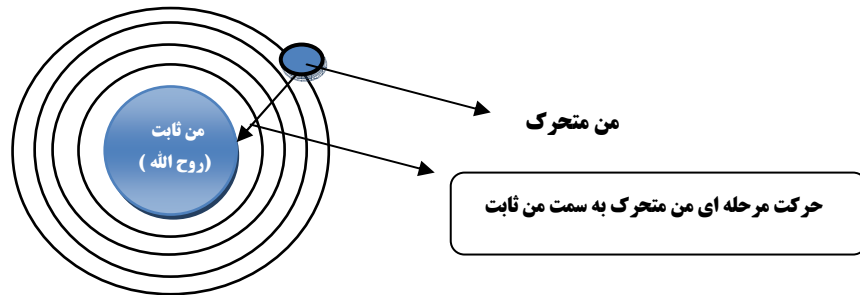 من ثابت
(روح الله )
من متحرک
حرکت مرحله ای من متحرک به سمت من ثابت